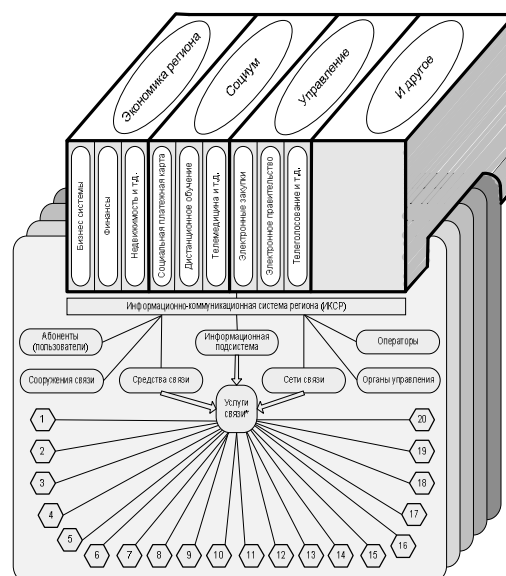 Экономика региона
Социум
Управление
И другое
Бизнес системы
Финансы
Недвижимость и т.д.
Социальная платежная карта
Дистанционное обучение
Телемедицина и т.д.
Электронные закупки
Электронное правительство
Телеголосование и т.д.
Информационно-коммуникационная система региона (ИКСР)
Абоненты
(пользователи)
Информационная
подсистема
Операторы
Сооружения связи
Средства связи
Сети связи
Органы управления
Услуги
связи*
1
2
3
4
5
6
7
8
9
10
11
12
13
14
15
16
17
18
19
20